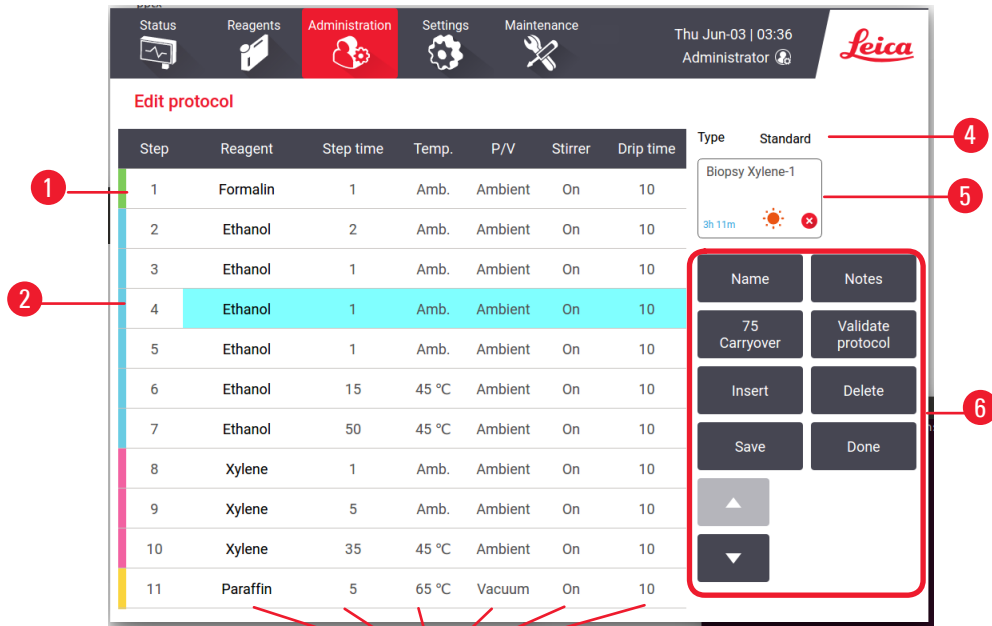 Status Reagents Administration Settings Maintenance
Thu Jun-03 | 03:36
Administrator
Leica
Edit protocol
Step Reagent Step time Temp. P/V Stirrer Drip time
1 Formalin 1 Amb. Ambient On 10
2 Ethanol 2 Amb. Ambient On 10
3 Ethanol 1 Amb. Ambient On 10
4 Ethanol 1 Amb. Ambient On 10
5 Ethanol 1 Amb. Ambient On 10
6 Ethanol 15 45 °C Ambient On 10
7 Ethanol 50 45 °C Ambient On 10
8 Xylene 1 Amb. Ambient On 10
9 Xylene 5 Amb. Ambient On 10
10 Xylene 35 45 °C Ambient On 10
11 Paraffin 5 65 °C Vacuum On 10
Type Standard
Biopsy Xylene-1
3h 11m
Name Notes
75
Carryover
Validate
protocol
Insert Delete
Save Done
1
2
4
5
6